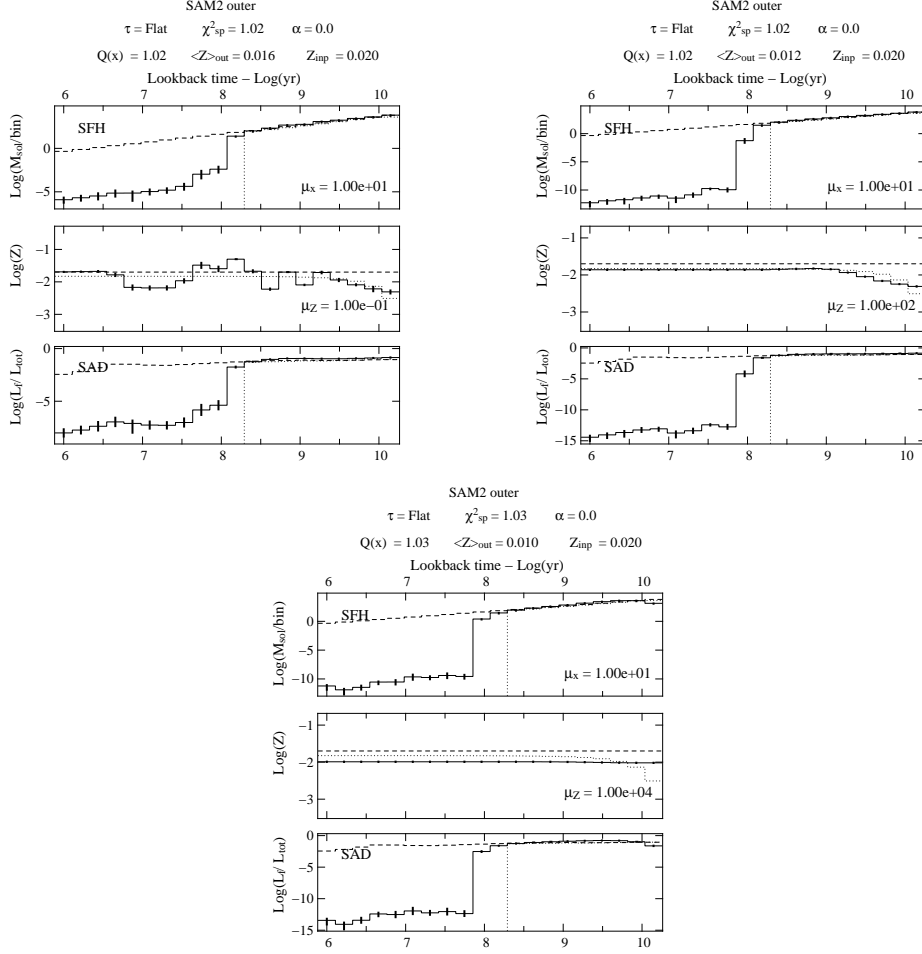 SAM2 outer
τ = Flat χ²sp = 1.02 α = 0.0
Q(x) = 1.02 <Z>out = 0.016 Zinp = 0.020
Lookback time − Log(yr)
6 7 8 9 10
Log(Msol/bin)
0
−5
SFH
μx = 1.00e+01
Log(Z)
−1
−2
−3
μZ = 1.00e−01
Log(Lf/ Ltot)
0
−5
SAD
6 7 8 9 10
SAM2 outer
τ = Flat χ²sp = 1.02 α = 0.0
Q(x) = 1.02 <Z>out = 0.012 Zinp = 0.020
Lookback time − Log(yr)
6 7 8 9 10
Log(Msol/bin)
0
−5
−10
SFH
μx = 1.00e+01
Log(Z)
−1
−2
−3
μZ = 1.00e+02
Log(Lf/ Ltot)
0
−5
−10
−15
SAD
6 7 8 9 10
SAM2 outer
τ = Flat χ²sp = 1.03 α = 0.0
Q(x) = 1.03 <Z>out = 0.010 Zinp = 0.020
Lookback time − Log(yr)
6 7 8 9 10
Log(Msol/bin)
0
−5
−10
SFH
μx = 1.00e+01
Log(Z)
−1
−2
−3
μZ = 1.00e+04
Log(Lf/ Ltot)
0
−5
−10
−15
SAD
6 7 8 9 10